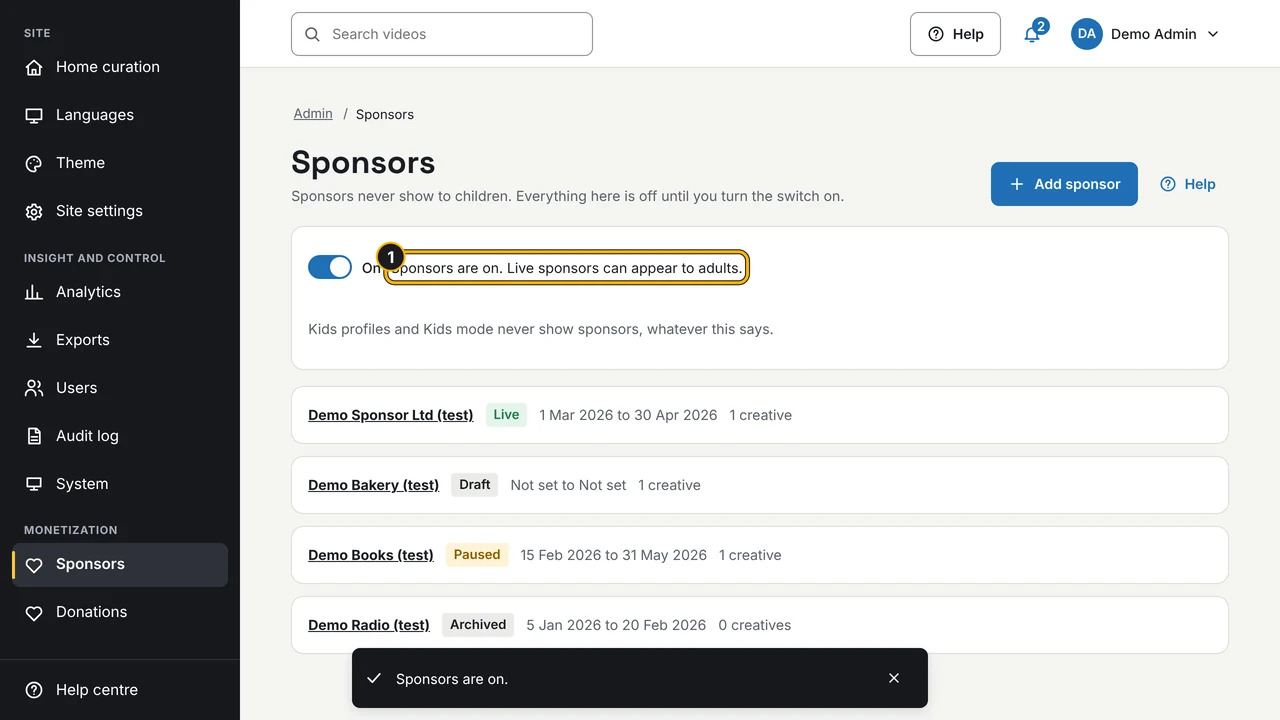 SITE
Home curation
Languages
Theme
Site settings
INSIGHT AND CONTROL
Analytics
Exports
Users
Audit log
System
MONETIZATION
Sponsors
Donations
Help centre
Search videos
Help
2
DA Demo Admin
Admin / Sponsors
Sponsors
Sponsors never show to children. Everything here is off until you turn the switch on.
Add sponsor
Help
1
On Sponsors are on. Live sponsors can appear to adults.
Kids profiles and Kids mode never show sponsors, whatever this says.
Demo Sponsor Ltd (test) Live 1 Mar 2026 to 30 Apr 2026 1 creative
Demo Bakery (test) Draft Not set to Not set 1 creative
Demo Books (test) Paused 15 Feb 2026 to 31 May 2026 1 creative
Demo Radio (test) Archived 5 Jan 2026 to 20 Feb 2026 0 creatives
Sponsors are on.